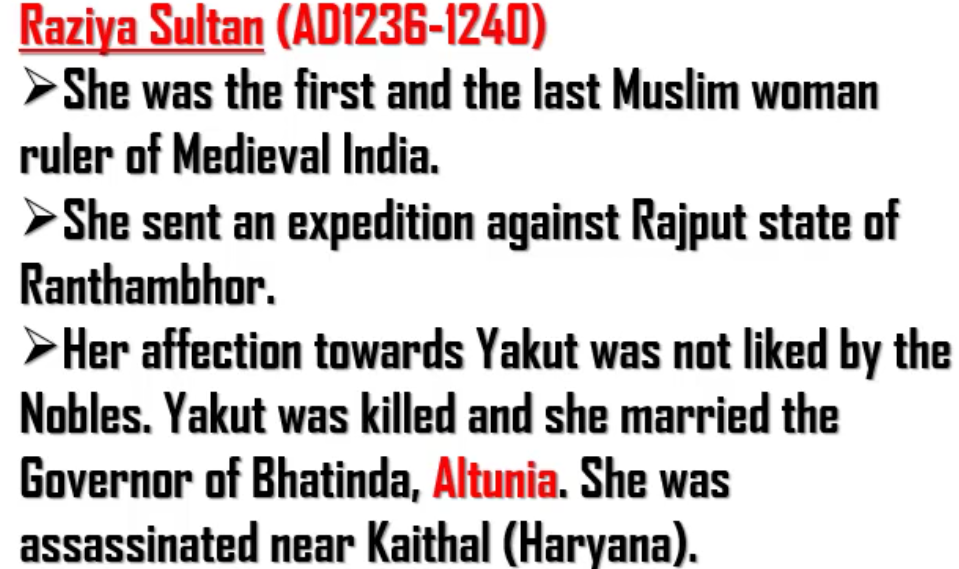 Raziya Sultan (AD1236-1240)
➢She was the first and the last Muslim woman
ruler of Medieval India.
➢She sent an expedition against Rajput state of
Ranthambhor.
➢Her affection towards Yakut was not liked by the
Nobles. Yakut was killed and she married the
Governor of Bhatinda, Altunia. She was
assassinated near Kaithal (Haryana).